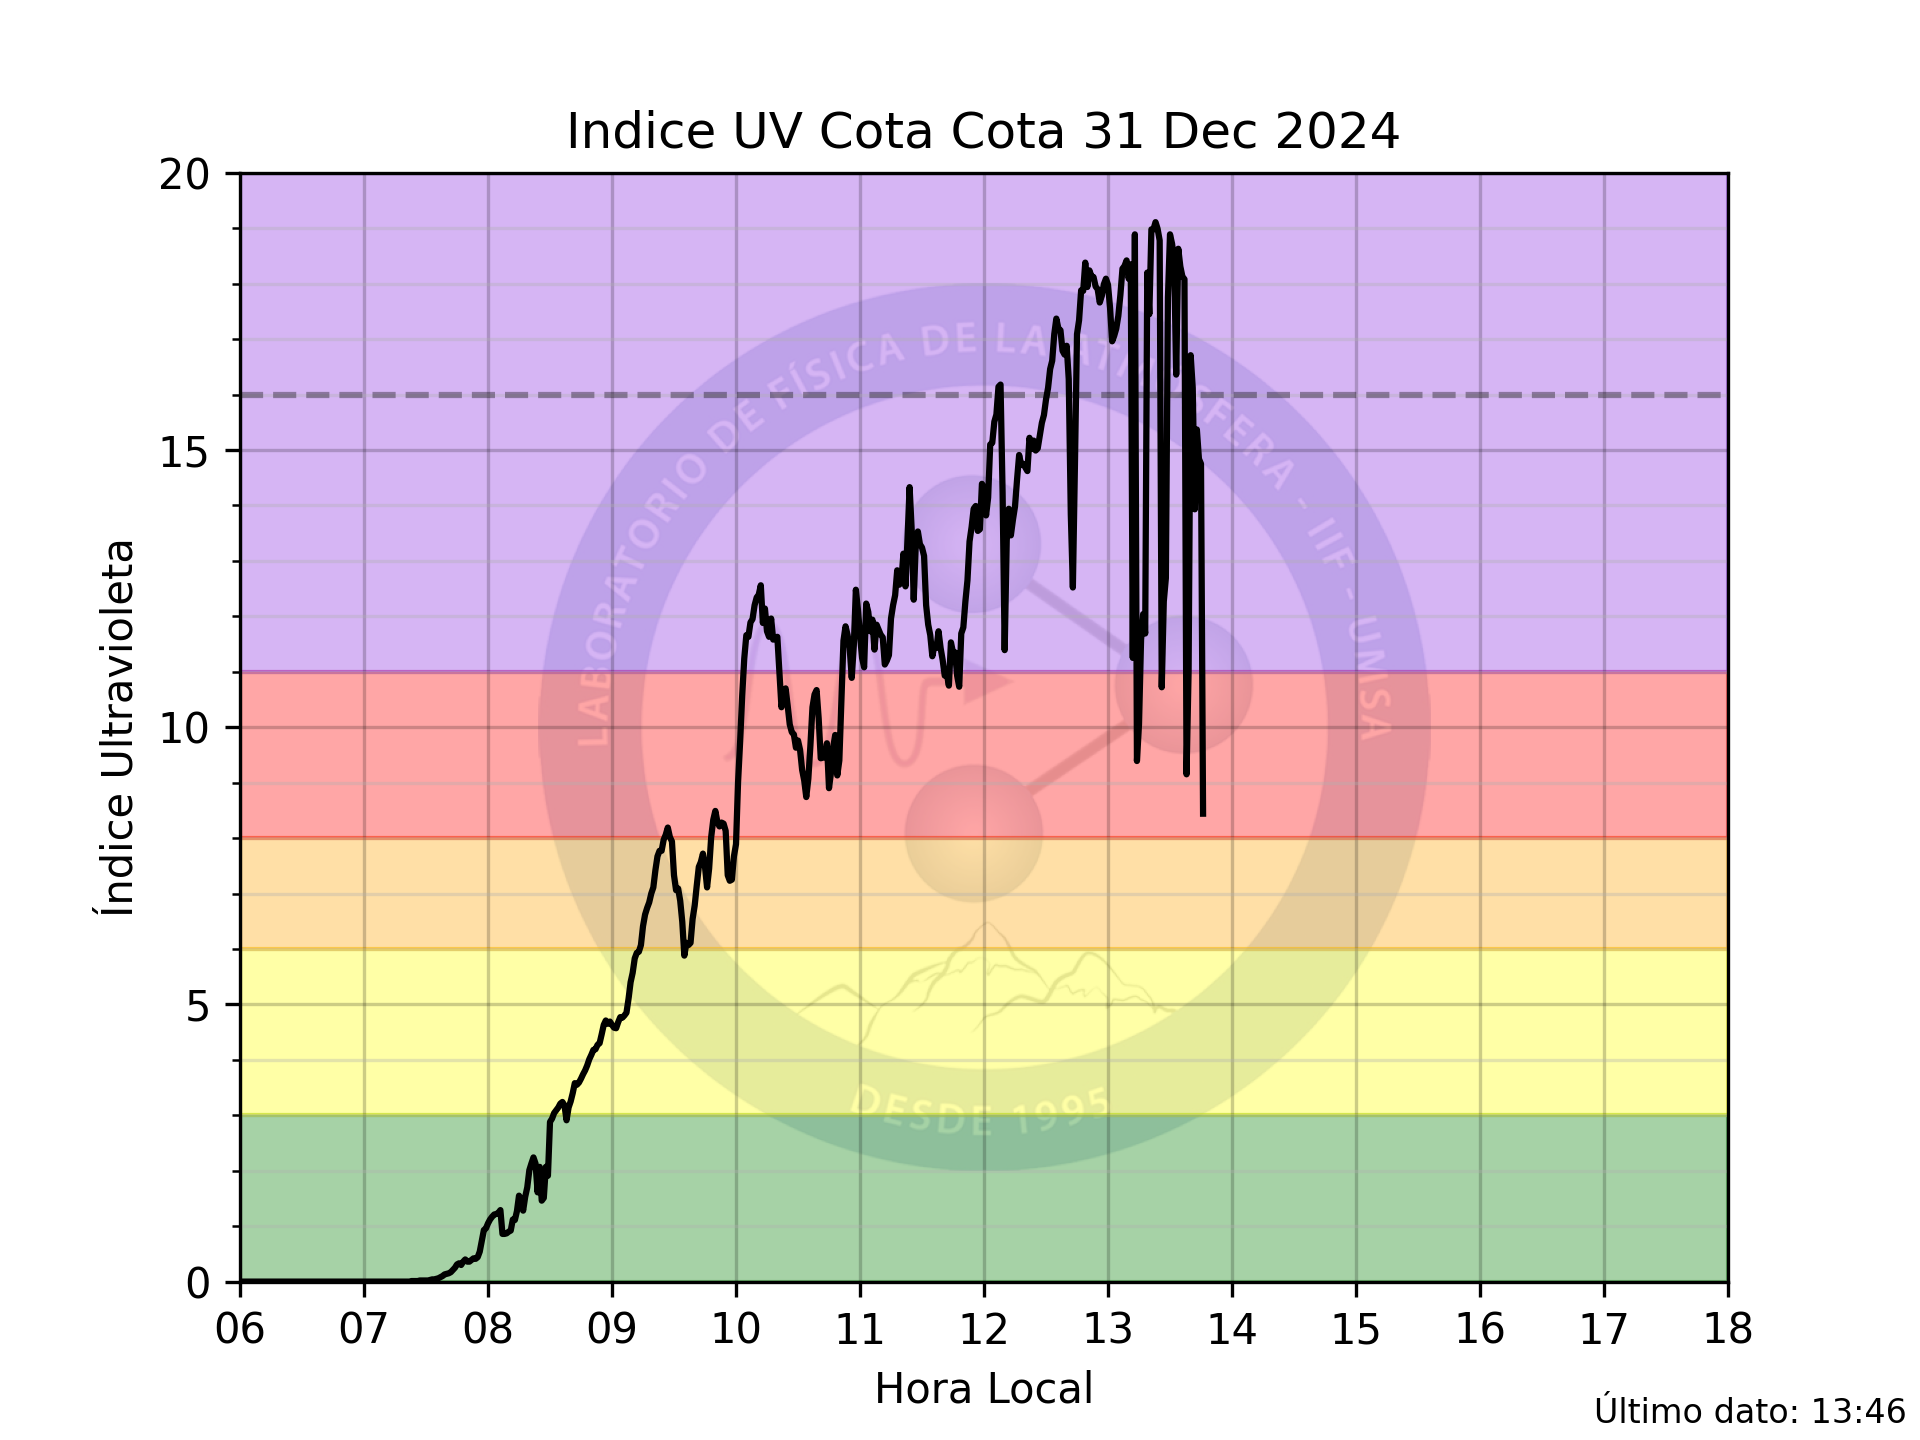 Indice UV Cota Cota 31 Dec 2024
20
15
10
5
0
Índice Ultravioleta
LABORATORIO DE FÍSICA DE LA ATMÓSFERA - IIF - UMSA
DESDE 1995
06 07 08 09 10 11 12 13 14 15 16 17 18
Hora Local
Último dato: 13:46